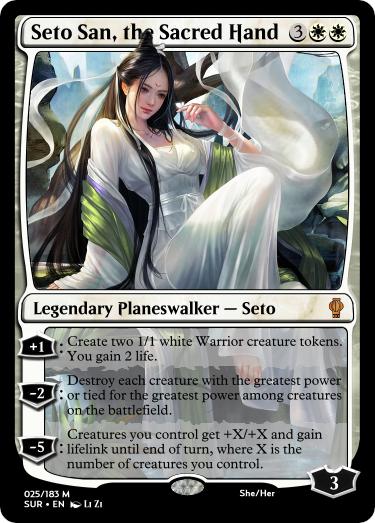 Seto San, the Sacred Hand 3
Legendary Planeswalker — Seto
+1 : Create two 1/1 white Warrior creature tokens.
You gain 2 life.
-2 : Destroy each creature with the greatest power
or tied for the greatest power among creatures
on the battlefield.
-5 : Creatures you control get +X/+X and gain
lifelink until end of turn, where X is the
number of creatures you control.
3
025/183 M
SUR • EN Li Zi
She/Her